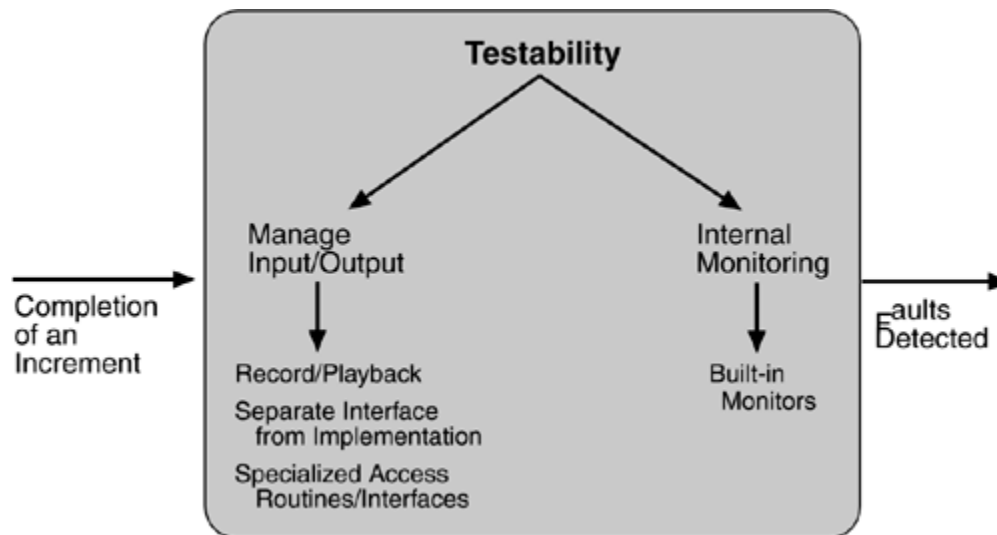 Testability
Manage
Input/Output
Internal
Monitoring
Completion
of an
Increment
Faults
Detected
Record/Playback
Separate Interface
from Implementation
Specialized Access
Routines/Interfaces
Built-in
Monitors